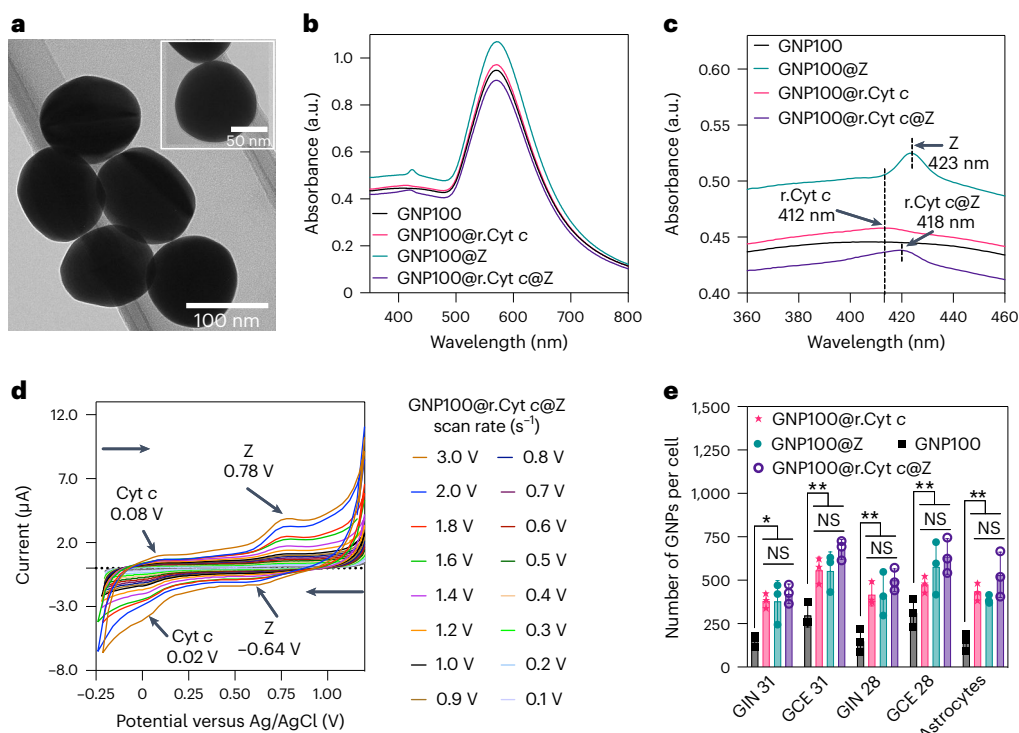 a
50 nm
100 nm
b
Absorbance (a.u.)
1.0
0.8
0.6
0.4
0.2
0
GNP100
GNP100@r.Cyt c
GNP100@Z
GNP100@r.Cyt c@Z
400 500 600 700 800
Wavelength (nm)
c
GNP100
GNP100@Z
GNP100@r.Cyt c
GNP100@r.Cyt c@Z
Absorbance (a.u.)
0.60
0.55
0.50
0.45
0.40
Z
423 nm
r.Cyt c
412 nm
r.Cyt c@Z
418 nm
360 380 400 420 440 460
Wavelength (nm)
d
Current (µA)
12.0
7.0
2.0
−3.0
−8.0
Z
0.78 V
Cyt c
0.08 V
Cyt c
0.02 V
Z
−0.64 V
−0.25 0 0.25 0.50 0.75 1.00
Potential versus Ag/AgCl (V)
GNP100@r.Cyt c@Z
scan rate (s⁻¹)
3.0 V 0.8 V
2.0 V 0.7 V
1.8 V 0.6 V
1.6 V 0.5 V
1.4 V 0.4 V
1.2 V 0.3 V
1.0 V 0.2 V
0.9 V 0.1 V
e
Number of GNPs per cell
1,500
1,250
1,000
750
500
250
0
GNP100@r.Cyt c
GNP100@Z GNP100
GNP100@r.Cyt c@Z
* NS
** NS
** NS
** NS
** NS
GIN 31 GCE 31 GIN 28 GCE 28 Astrocytes